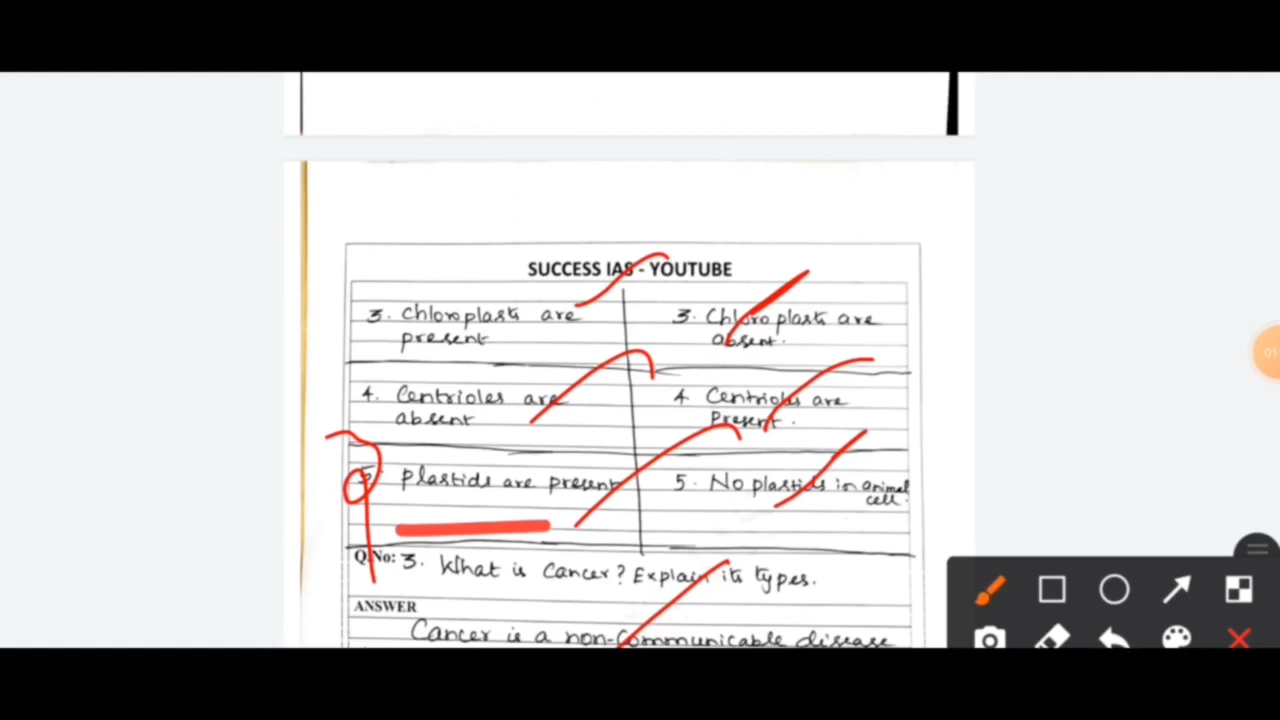 SUCCESS IAS - YOUTUBE
3. Chloroplasts are
present
3. Chloroplasts are
absent.
4. Centrioles are
absent
4 Centrioles are
Present.
5. Plastids are present
5. No plastids in animal
cell.
Q.No: 3. What is Cancer? Explain its types.
ANSWER
Cancer is a non-Communicable disease
01: